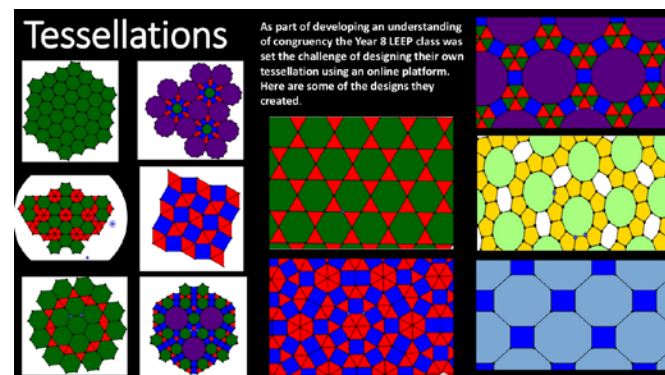 Tessellations
As part of developing an understanding
of congruency the Year 8 LEEP class was
set the challenge of designing their own
tessellation using an online platform.
Here are some of the designs they
created.